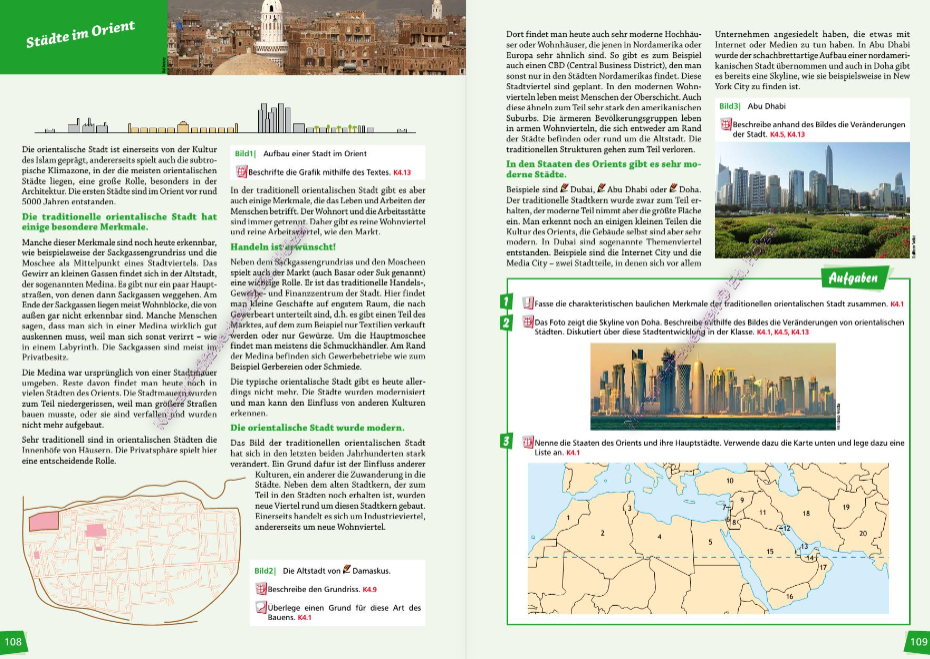 Städte im Orient
Die orientalische Stadt ist einerseits von der Kultur
des Islam geprägt, andererseits spielt auch die subtro-
pische Klimazone, in der die meisten orientalischen
Städte liegen, eine große Rolle, besonders in der
Architektur. Die ersten Städte sind im Orient vor rund
5000 Jahren entstanden.
Die traditionelle orientalische Stadt hat
einige besondere Merkmale.
Manche dieser Merkmale sind noch heute erkennbar,
wie beispielsweise der Sackgassengrundriss und die
Moschee als Mittelpunkt eines Stadtviertels. Das
Gewirr an kleinen Gassen findet sich in der Altstadt,
der sogenannten Medina. Es gibt nur ein paar Haupt-
straßen, von denen dann Sackgassen weggehen. Am
Ende der Sackgassen liegen meist Wohnblöcke, die von
außen gar nicht erkennbar sind. Manche Menschen
sagen, dass man sich in einer Medina wirklich gut
auskennen muss, weil man sich sonst verirrt – wie
in einem Labyrinth. Die Sackgassen sind meist im
Privatbesitz.
Die Medina war ursprünglich von einer Stadtmauer
umgeben. Reste davon findet man heute noch in
vielen Städten des Orients. Die Stadtmauern wurden
zum Teil niedergerissen, weil man größere Straßen
bauen musste, oder sie sind verfallen und wurden
nicht mehr aufgebaut.
Sehr traditionell sind in orientalischen Städten die
Innenhöfe von Häusern. Die Privatsphäre spielt hier
eine entscheidende Rolle.
Bild1| Aufbau einer Stadt im Orient
Beschrifte die Grafik mithilfe des Textes. K4.13
In der traditionell orientalischen Stadt gibt es aber
auch einige Merkmale, die das Leben und Arbeiten der
Menschen betrifft. Der Wohnort und die Arbeitsstätte
sind immer getrennt. Daher gibt es reine Wohnviertel
und reine Arbeitsviertel, wie den Markt.
Handeln ist erwünscht!
Neben dem Sackgassengrundriss und den Moscheen
spielt auch der Markt (auch Basar oder Suk genannt)
eine wichtige Rolle. Er ist das traditionelle Handels-,
Gewerbe- und Finanzzentrum der Stadt. Hier findet
man kleine Geschäfte auf engstem Raum, die nach
Gewerbeart unterteilt sind, d.h. es gibt einen Teil des
Marktes, auf dem zum Beispiel nur Textilien verkauft
werden oder nur Gewürze. Um die Hauptmoschee
findet man meistens die Schmuckhändler. Am Rand
der Medina befinden sich Gewerbebetriebe wie zum
Beispiel Gerbereien oder Schmiede.
Die typische orientalische Stadt gibt es heute aller-
dings nicht mehr. Die Städte wurden modernisiert
und man kann den Einfluss von anderen Kulturen
erkennen.
Die orientalische Stadt wurde modern.
Das Bild der traditionellen orientalischen Stadt
hat sich in den letzten beiden Jahrhunderten stark
verändert. Ein Grund dafür ist der Einfluss anderer
Kulturen, ein anderer die Zuwanderung in die
Städte. Neben dem alten Stadtkern, der zum
Teil in den Städten noch erhalten ist, wurden
neue Viertel rund um diesen Stadtkern gebaut.
Einerseits handelt es sich um Industrieviertel,
andererseits um neue Wohnviertel.
Bild2| Die Altstadt von Damaskus.
Beschreibe den Grundriss. K4.9
Überlege einen Grund für diese Art des
Bauens. K4.1
108
Dort findet man heute auch sehr moderne Hochhäu-
ser oder Wohnhäuser, die jenen in Nordamerika oder
Europa sehr ähnlich sind. So gibt es zum Beispiel
auch einen CBD (Central Business District), den man
sonst nur in den Städten Nordamerikas findet. Diese
Stadtviertel sind geplant. In den modernen Wohn-
vierteln leben meist Menschen der Oberschicht. Auch
diese ähneln zum Teil sehr stark den amerikanischen
Suburbs. Die ärmeren Bevölkerungsgruppen leben
in armen Wohnvierteln, die sich entweder am Rand
der Städte befinden oder rund um die Altstadt. Die
traditionellen Strukturen gehen zum Teil verloren.
In den Staaten des Orients gibt es sehr mo-
derne Städte.
Beispiele sind Dubai, Abu Dhabi oder Doha.
Der traditionelle Stadtkern wurde zwar zum Teil er-
halten, der moderne Teil nimmt aber die größte Fläche
ein. Man erkennt noch an einigen kleinen Teilen die
Kultur des Orients, die Gebäude selbst sind aber sehr
modern. In Dubai sind sogenannte Themenviertel
entstanden. Beispiele sind die Internet City und die
Media City – zwei Stadtteile, in denen sich vor allem
Unternehmen angesiedelt haben, die etwas mit
Internet oder Medien zu tun haben. In Abu Dhabi
wurde der schachbrettartige Aufbau einer nordameri-
kanischen Stadt übernommen und auch in Doha gibt
es bereits eine Skyline, wie sie beispielsweise in New
York City zu finden ist.
Bild3| Abu Dhabi
Beschreibe anhand des Bildes die Veränderungen
der Stadt. K4.5, K4.13
Aufgaben
1 Fasse die charakteristischen baulichen Merkmale der traditionellen orientalischen Stadt zusammen. K4.1
2 Das Foto zeigt die Skyline von Doha. Beschreibe mithilfe des Bildes die Veränderungen von orientalischen
Städten. Diskutiert über diese Stadtentwicklung in der Klasse. K4.1, K4.5, K4.13
3 Nenne die Staaten des Orients und ihre Hauptstädte. Verwende dazu die Karte unten und lege dazu eine
Liste an. K4.1
1
2
3
4
5
7
8
9
10
11
12
13
14
15
16
17
18
19
20
109